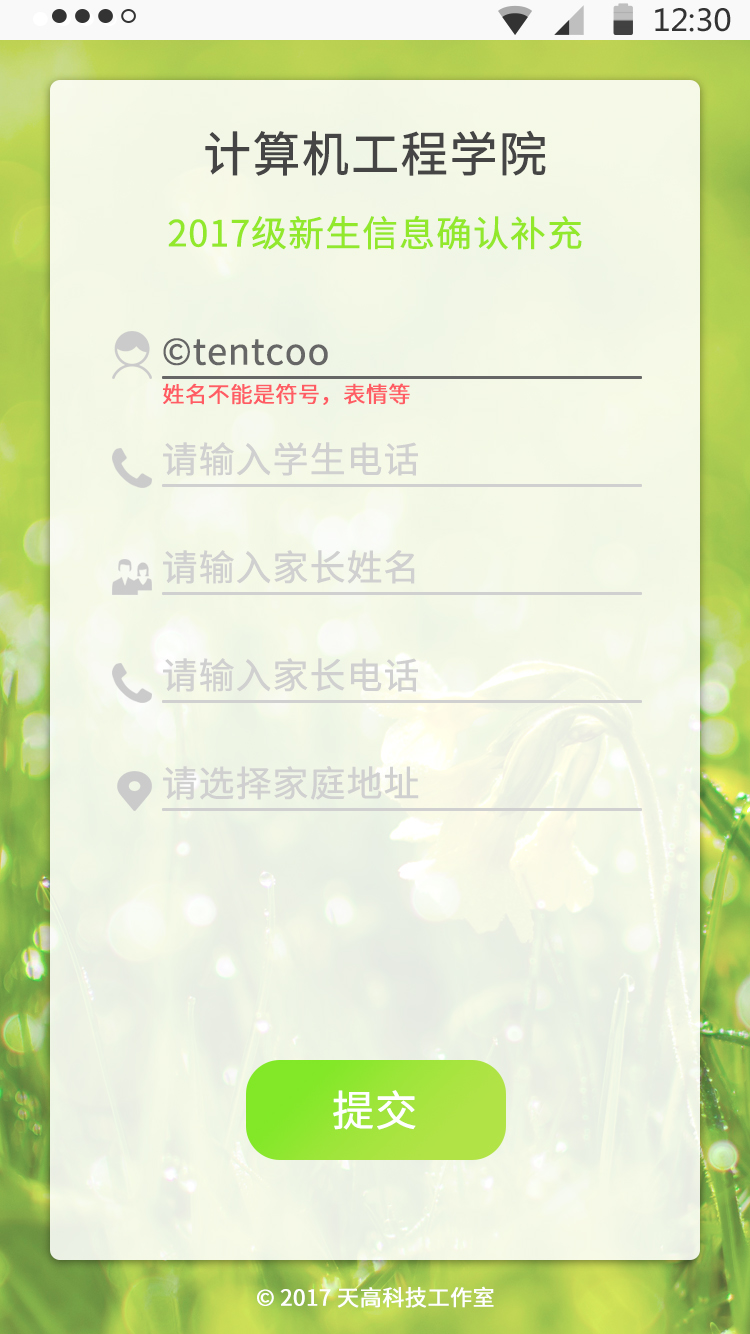 12:30
计算机工程学院
2017级新生信息确认补充
©tentcoo
姓名不能是符号，表情等
请输入学生电话
请输入家长姓名
请输入家长电话
请选择家庭地址
提交
© 2017 天高科技工作室